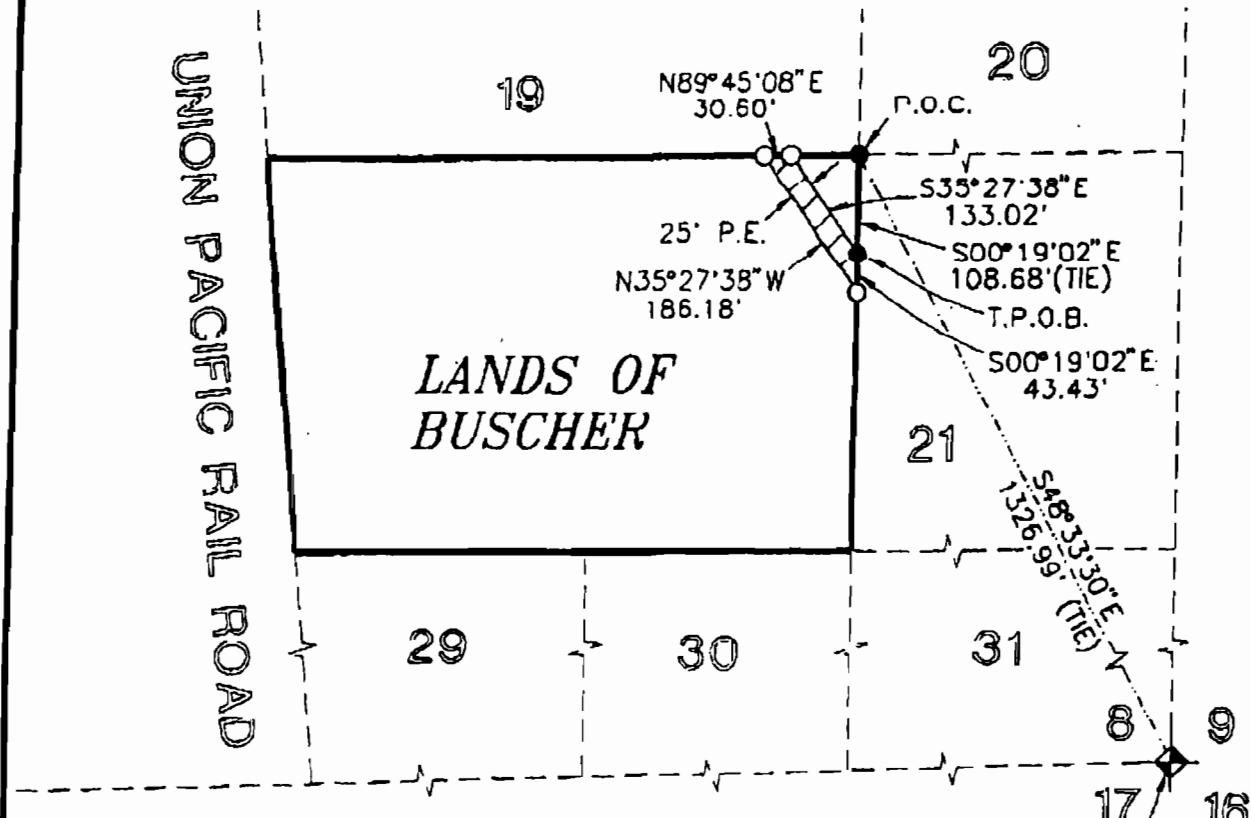 UNION PACIFIC RAIL ROAD
19
20
N89°45'08"E
30.60'
P.O.C.
S35°27'38"E
133.02'
25' P.E.
S00°19'02"E
108.68'(TIE)
N35°27'38"W
186.18'
T.P.O.B.
S00°19'02"E
43.43'
LANDS OF
BUSCHER
21
S48°33'30"E
1326.99' (TIE)
29
30
31
8
9
17
16